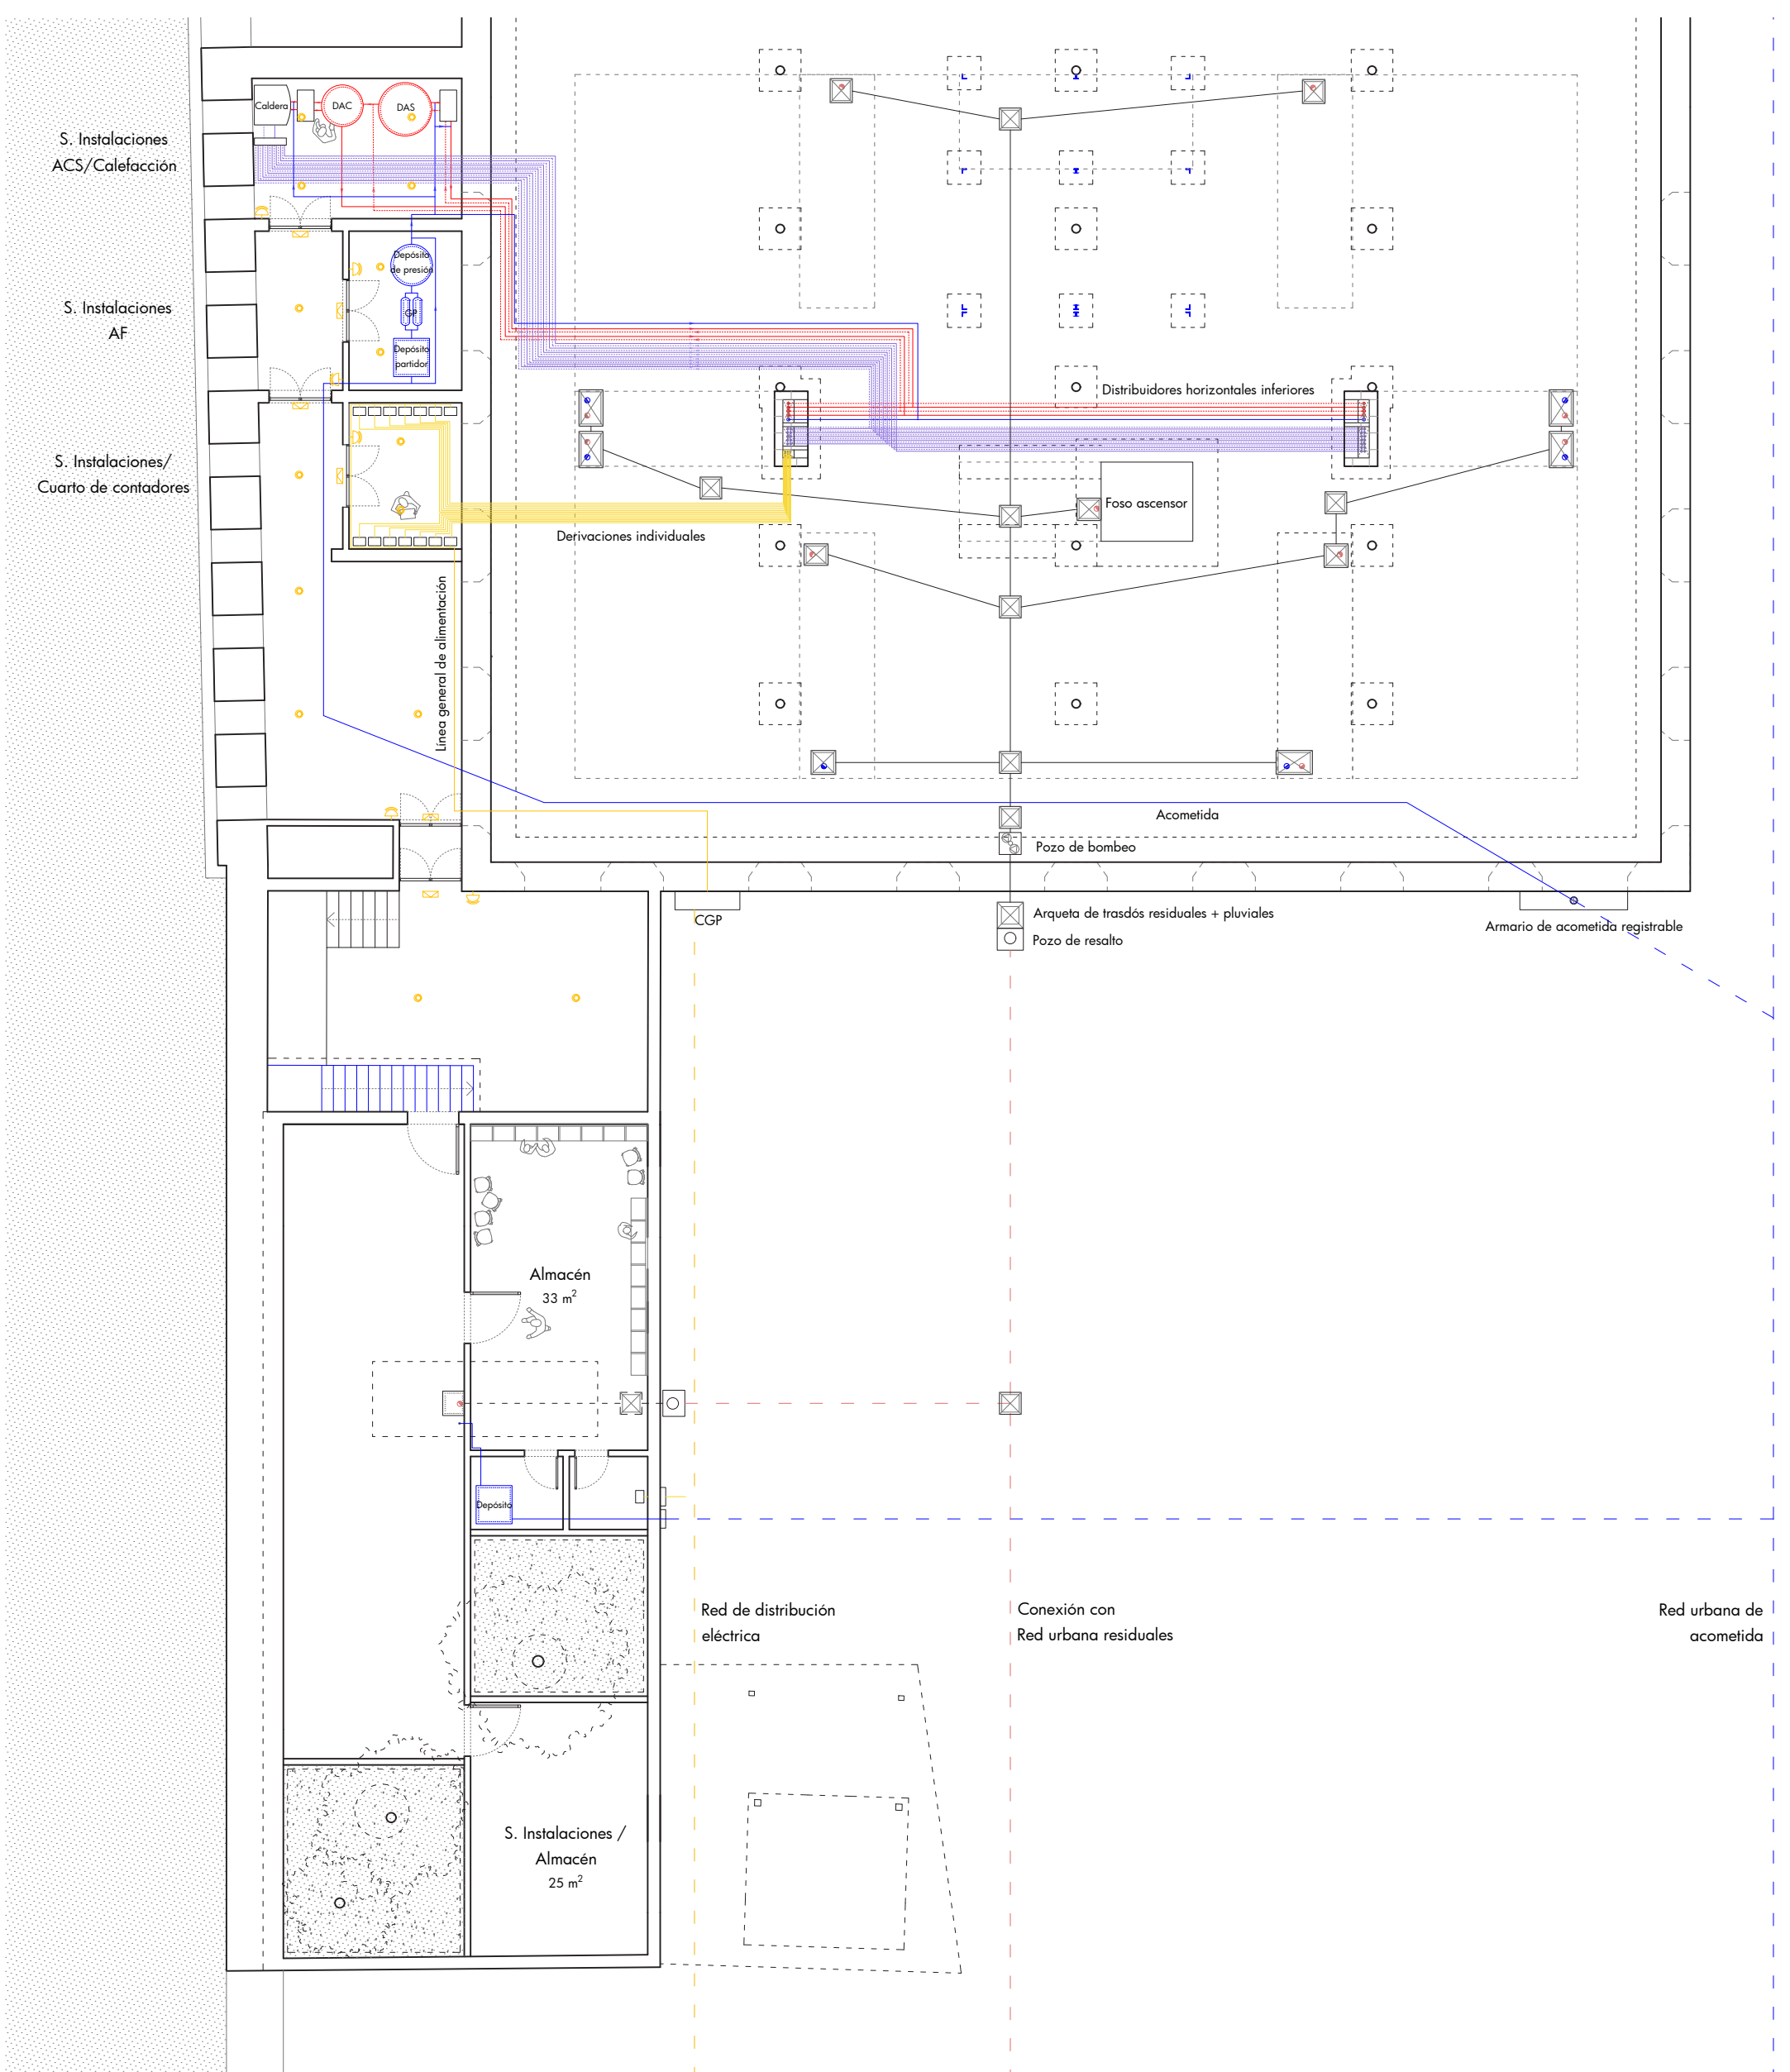 Caldera
DAC
DAS
S. Instalaciones
ACS/Calefacción
Depósito
de presión
S. Instalaciones
AF
GP
Depósito
partidor
Distribuidores horizontales inferiores
S. Instalaciones/
Cuarto de contadores
Foso ascensor
Derivaciones individuales
Línea general de alimentación
Acometida
Pozo de bombeo
CGP
Arqueta de trasdós residuales + pluviales
Pozo de resalto
Armario de acometida registrable
Almacén
33 m²
Depósito
Red de distribución
eléctrica
Conexión con
Red urbana residuales
Red urbana de
acometida
S. Instalaciones /
Almacén
25 m²